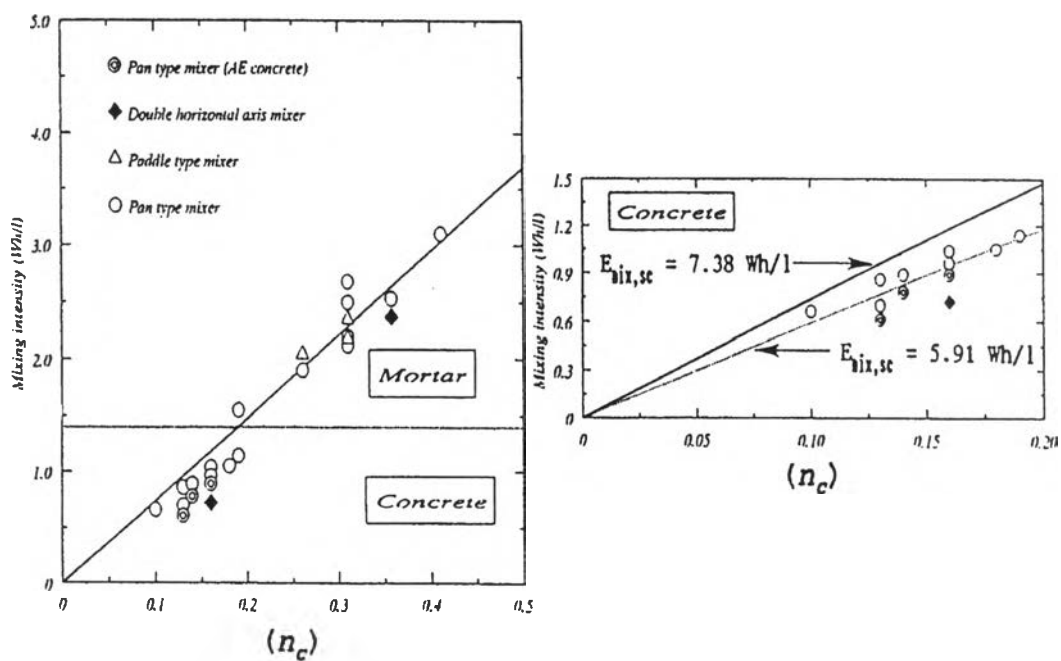 5.0
4.0
3.0
2.0
1.0
0
Mixing intensity (Wh/l)
Pan type mixer (AE concrete)
Double horizontal axis mixer
Paddle type mixer
Pan type mixer
Mortar
Concrete
0 0.1 0.2 0.3 0.4 0.5
(n_c)
1.5
1.2
0.9
0.6
0.3
0
Mixing intensity (Wh/l)
Concrete
E_mix,sc = 7.38 Wh/l
E_mix,sc = 5.91 Wh/l
0 0.05 0.10 0.15 0.20
(n_c)